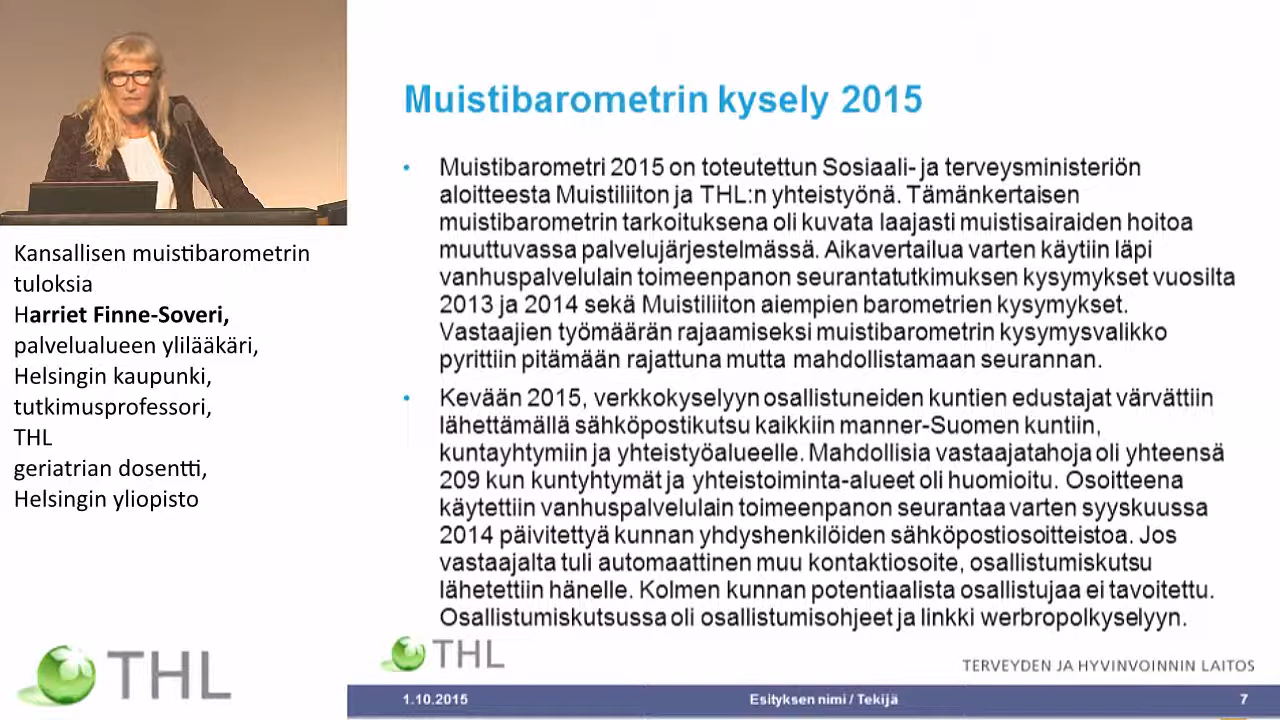 Kansallisen muistibarometrin
tuloksia
Harriet Finne-Soveri,
palvelualueen ylilääkäri,
Helsingin kaupunki,
tutkimusprofessori,
THL
geriatrian dosentti,
Helsingin yliopisto
THL
Muistibarometrin kysely 2015
• Muistibarometri 2015 on toteutettun Sosiaali- ja terveysministeriön
aloitteesta Muistiliiton ja THL:n yhteistyönä. Tämänkertaisen
muistibarometrin tarkoituksena oli kuvata laajasti muistisairaiden hoitoa
muuttuvassa palvelujärjestelmässä. Aikavertailua varten käytiin läpi
vanhuspalvelulain toimeenpanon seurantatutkimuksen kysymykset vuosilta
2013 ja 2014 sekä Muistiliiton aiempien barometrien kysymykset.
Vastaajien työmäärän rajaamiseksi muistibarometrin kysymysvalikko
pyrittiin pitämään rajattuna mutta mahdollistamaan seurannan.
• Kevään 2015, verkkokyselyyn osallistuneiden kuntien edustajat värvättiin
lähettämällä sähköpostikutsu kaikkiin manner-Suomen kuntiin,
kuntayhtymiin ja yhteistyöalueelle. Mahdollisia vastaajatahoja oli yhteensä
209 kun kuntyhtymät ja yhteistoiminta-alueet oli huomioitu. Osoitteena
käytettiin vanhuspalvelulain toimeenpanon seurantaa varten syyskuussa
2014 päivitettyä kunnan yhdyshenkilöiden sähköpostiosoitteistoa. Jos
vastaajalta tuli automaattinen muu kontaktiosoite, osallistumiskutsu
lähetettiin hänelle. Kolmen kunnan potentiaalista osallistujaa ei tavoitettu.
Osallistumiskutsussa oli osallistumisohjeet ja linkki werbropolkyselyyn.
THL
TERVEYDEN JA HYVINVOINNIN LAITOS
1.10.2015
Esityksen nimi / Tekijä
7